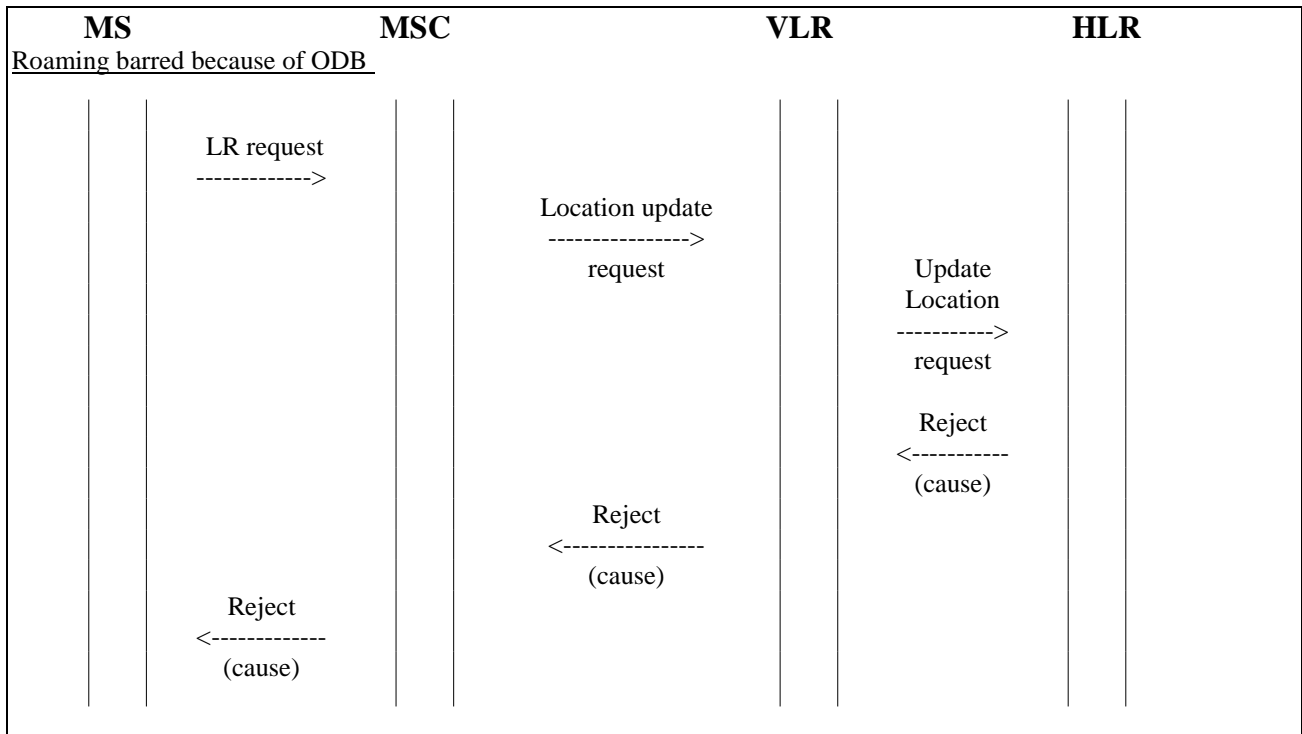 MS MSC VLR HLR
Roaming barred because of ODB
LR request
------------->
Location update
---------------->
request
Update
Location
----------->
request
Reject
<-----------
(cause)
Reject
<----------------
(cause)
Reject
<-------------
(cause)